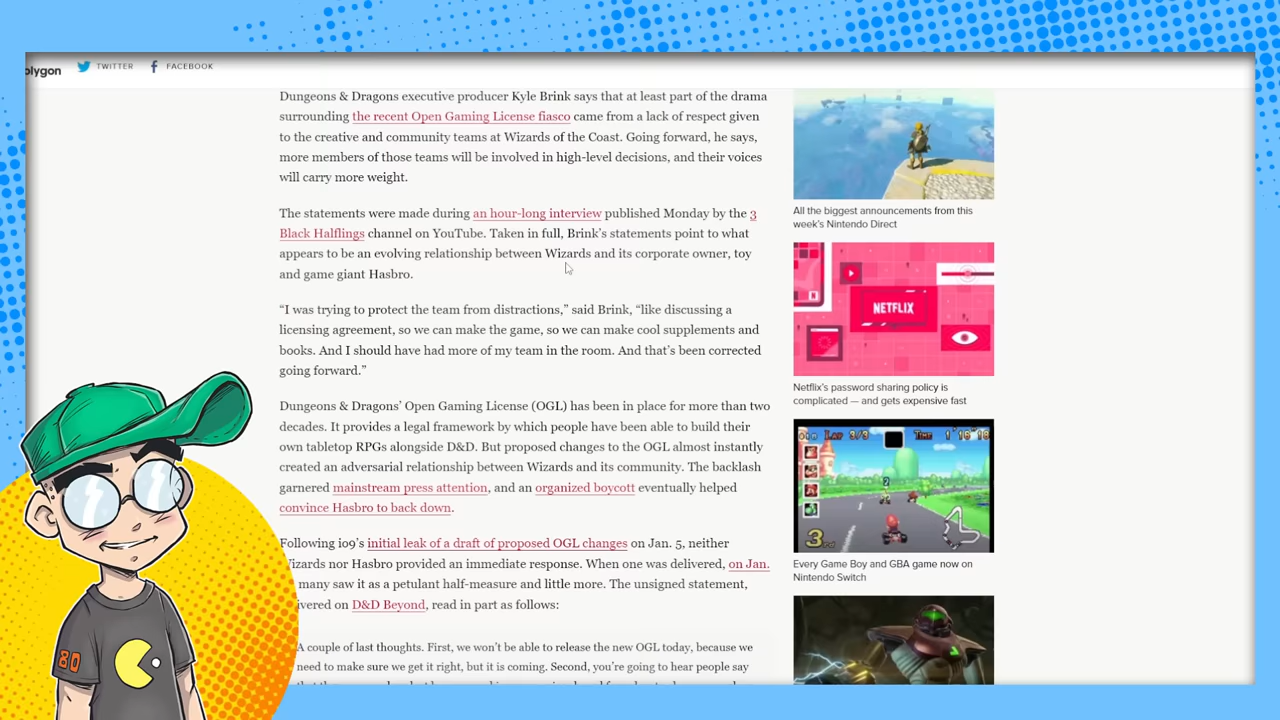 olygon TWITTER FACEBOOK
Dungeons & Dragons executive producer Kyle Brink says that at least part of the drama
surrounding the recent Open Gaming License fiasco came from a lack of respect given
to the creative and community teams at Wizards of the Coast. Going forward, he says,
more members of those teams will be involved in high-level decisions, and their voices
will carry more weight.
The statements were made during an hour-long interview published Monday by the 3
Black Halflings channel on YouTube. Taken in full, Brink’s statements point to what
appears to be an evolving relationship between Wizards and its corporate owner, toy
and game giant Hasbro.
“I was trying to protect the team from distractions,” said Brink, “like discussing a
licensing agreement, so we can make the game, so we can make cool supplements and
books. And I should have had more of my team in the room. And that’s been corrected
going forward.”
Dungeons & Dragons’ Open Gaming License (OGL) has been in place for more than two
decades. It provides a legal framework by which people have been able to build their
own tabletop RPGs alongside D&D. But proposed changes to the OGL almost instantly
created an adversarial relationship between Wizards and its community. The backlash
garnered mainstream press attention, and an organized boycott eventually helped
convince Hasbro to back down.
Following io9’s initial leak of a draft of proposed OGL changes on Jan. 5, neither
izards nor Hasbro provided an immediate response. When one was delivered, on Jan.
many saw it as a petulant half-measure and little more. The unsigned statement,
ivered on D&D Beyond, read in part as follows:
A couple of last thoughts. First, we won’t be able to release the new OGL today, because we
need to make sure we get it right, but it is coming. Second, you’re going to hear people say
All the biggest announcements from this
week’s Nintendo Direct
NETFLIX
Netflix’s password sharing policy is
complicated — and gets expensive fast
LAP 3/3 TIME 1'16"18
2
3rd
Every Game Boy and GBA game now on
Nintendo Switch
80